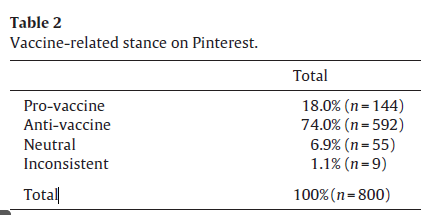 Table 2
Vaccine-related stance on Pinterest.
Total
Pro-vaccine 18.0% (n = 144)
Anti-vaccine 74.0% (n = 592)
Neutral 6.9% (n = 55)
Inconsistent 1.1% (n = 9)
Total 100%(n = 800)